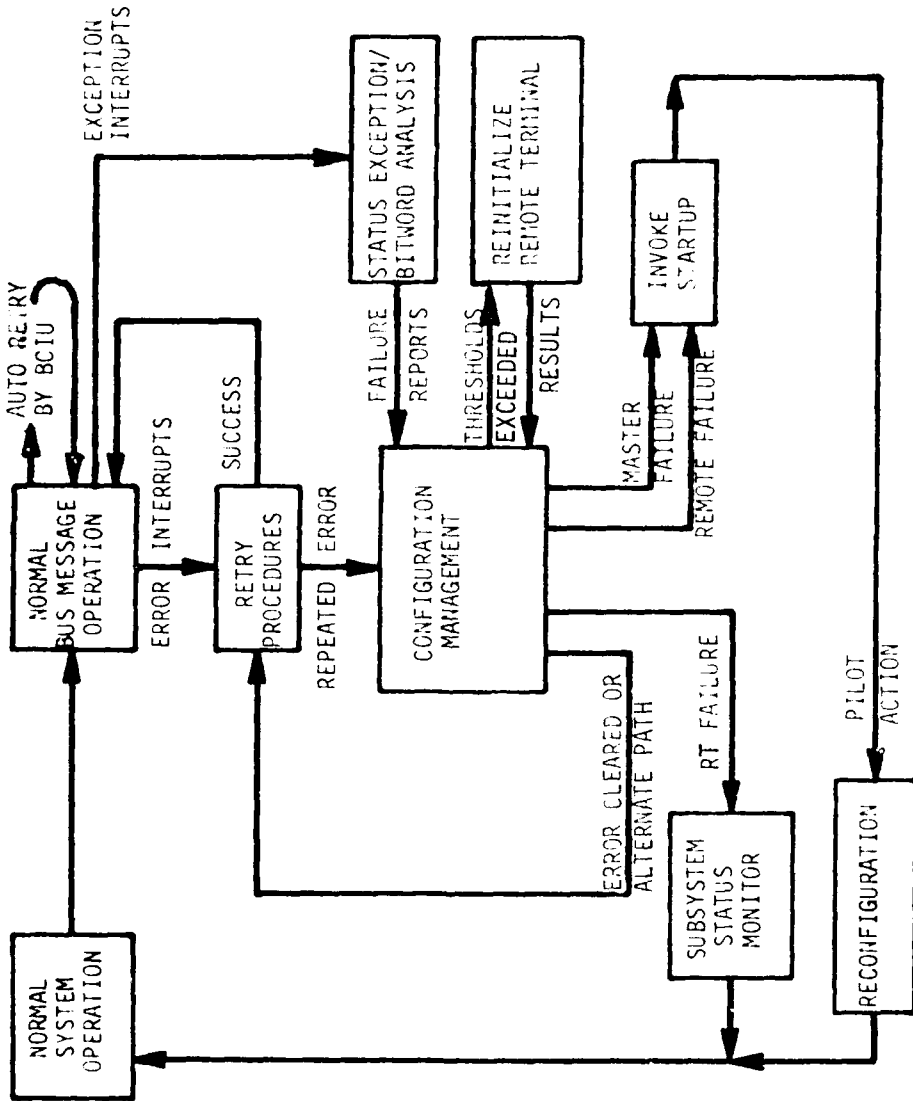 NORMAL
SYSTEM
OPERATION
NORMAL
BUS MESSAGE
OPERATION
AUTO RETRY
BY BCIU
EXCEPTION
INTERRUPTS
ERROR INTERRUPTS
SUCCESS
RETRY
PROCEDURES
REPEATED ERROR
STATUS EXCEPTION/
BITWORD ANALYSIS
FAILURE
REPORTS
CONFIGURATION
MANAGEMENT
THRESHOLDS
EXCEEDED
RESULTS
REINITIALIZE
REMOTE TERMINAL
ERROR CLEARED OR
ALTERNATE PATH
RT FAILURE
MASTER
FAILURE
REMOTE FAILURE
INVOKE
STARTUP
SUBSYSTEM
STATUS
MONITOR
PILOT
ACTION
RECONFIGURATION